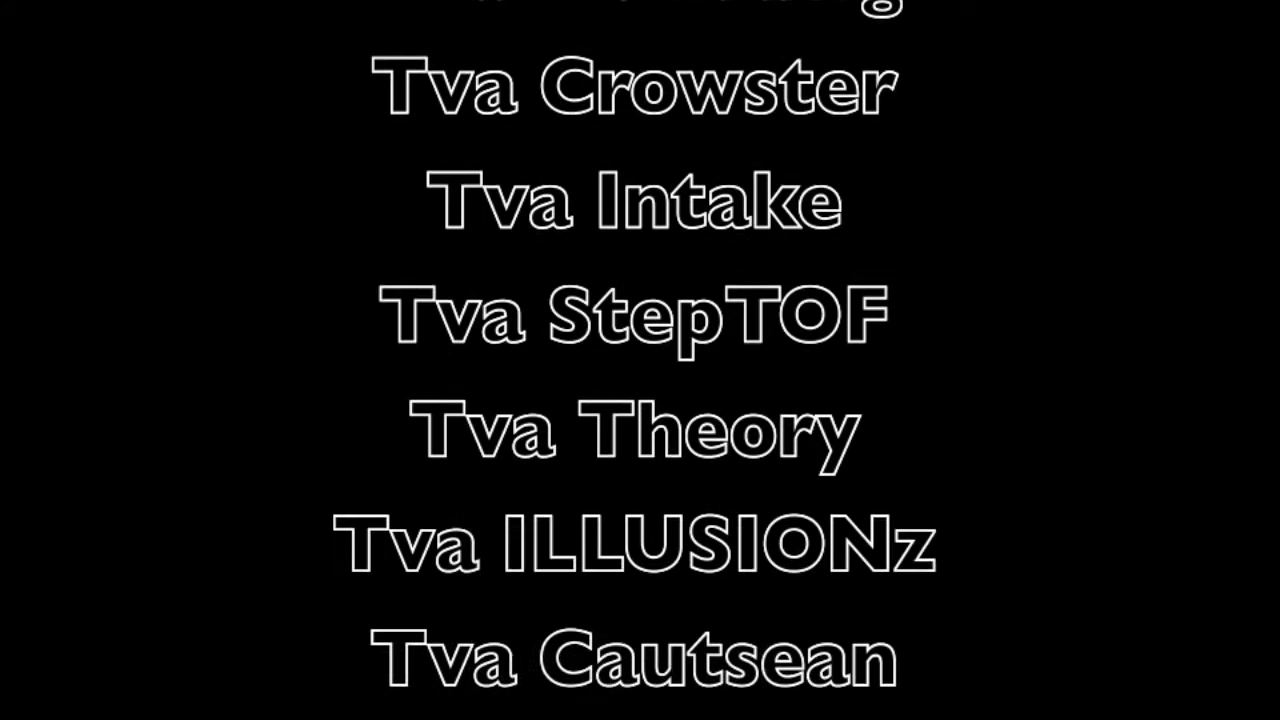 Tva Crowster
Tva Intake
Tva StepTOF
Tva Theory
Tva ILLUSIONz
Tva Cautsean